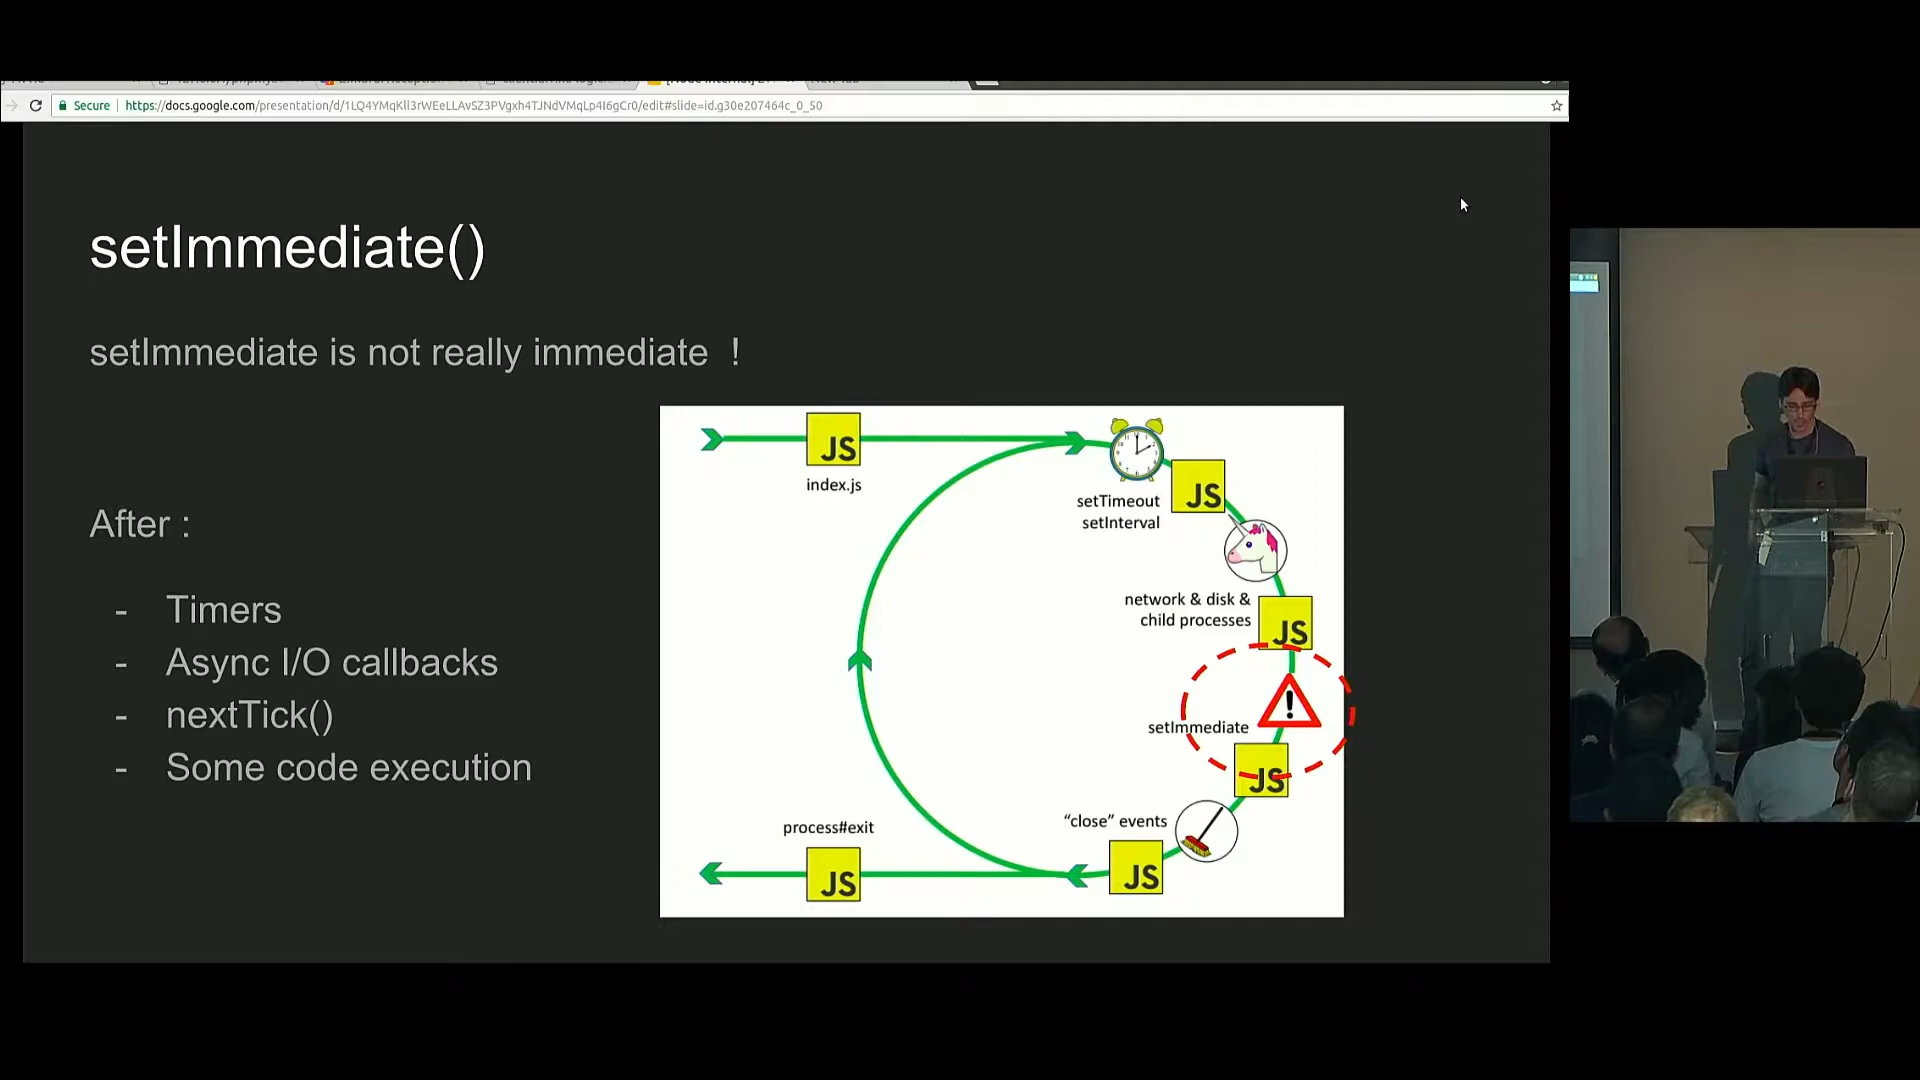 Secure
https://docs.google.com/presentation/d/1LQ4YMqKll3rWEeLLAvSZ3PVgxh4TJNdVMqLp4I6gCr0/edit#slide=id.g30e207464c_0_50
setImmediate()
setImmediate is not really immediate !
After :
- Timers
- Async I/O callbacks
- nextTick()
- Some code execution
JS
index.js
setTimeout
setInterval
JS
network & disk &
child processes
JS
setImmediate
JS
"close" events
JS
process#exit
JS